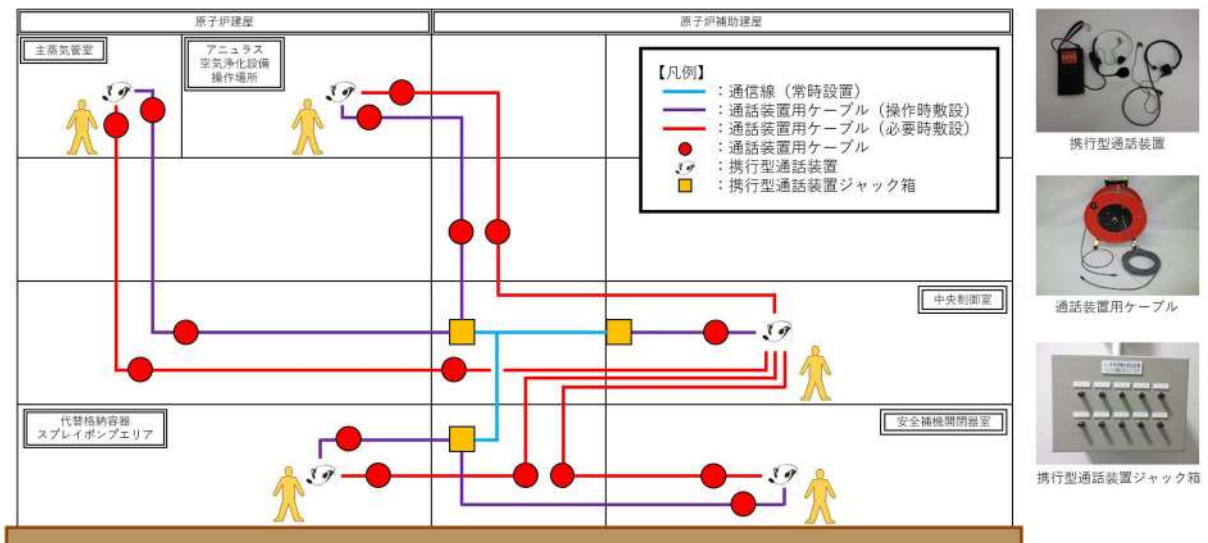 原子炉建屋
原子炉補助建屋
主蒸気管室
アニュラス
空気浄化設備
操作場所
【凡例】
：通信線（常時設置）
：通話装置用ケーブル（操作時敷設）
：通話装置用ケーブル（必要時敷設）
：通話装置用ケーブル
：携行型通話装置
：携行型通話装置ジャック箱
中央制御室
代替格納容器
スプレイポンプエリア
安全補機開閉器室
携行型通話装置
通話装置用ケーブル
携行型通話装置ジャック箱